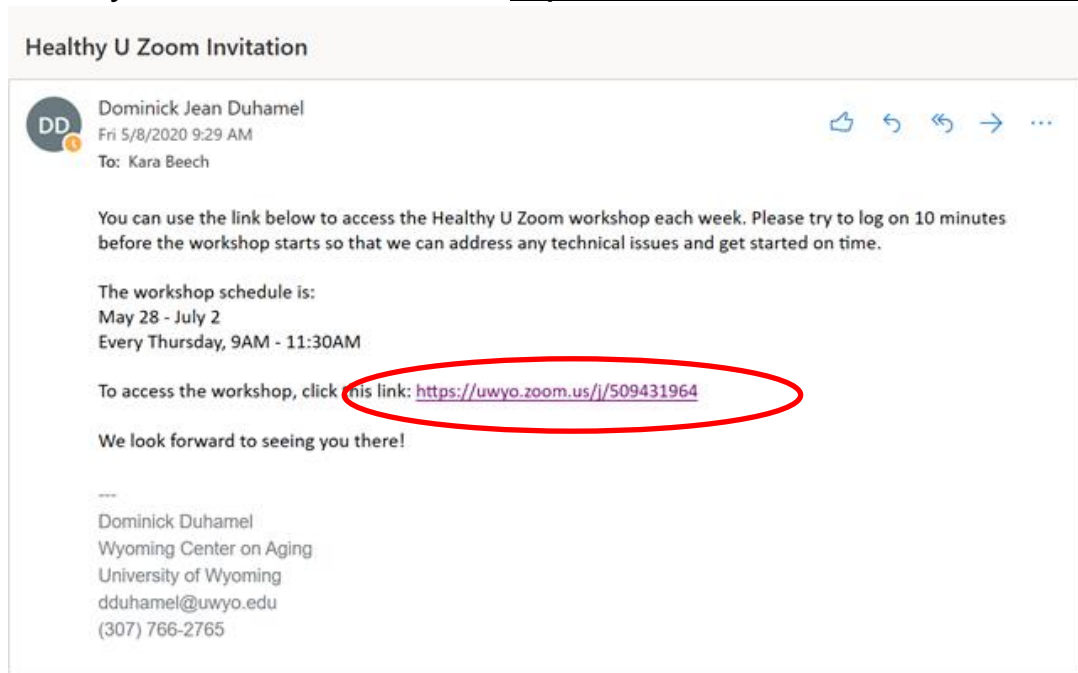 Healthy U Zoom Invitation
DD
Dominick Jean Duhamel
Fri 5/8/2020 9:29 AM
To: Kara Beech
You can use the link below to access the Healthy U Zoom workshop each week. Please try to log on 10 minutes
before the workshop starts so that we can address any technical issues and get started on time.
The workshop schedule is:
May 28 - July 2
Every Thursday, 9AM - 11:30AM
To access the workshop, click this link: https://uwyo.zoom.us/j/509431964
We look forward to seeing you there!
---
Dominick Duhamel
Wyoming Center on Aging
University of Wyoming
dduhamel@uwyo.edu
(307) 766-2765